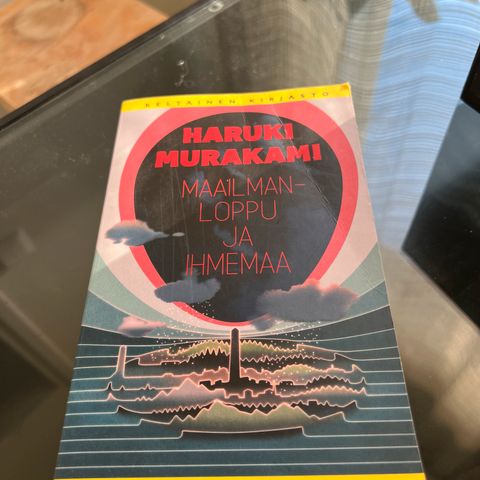 KELTAINEN KIRJASTO
HARUKI
MURAKAMI
MAAILMAN-
LOPPU
JA
IHMEMAA